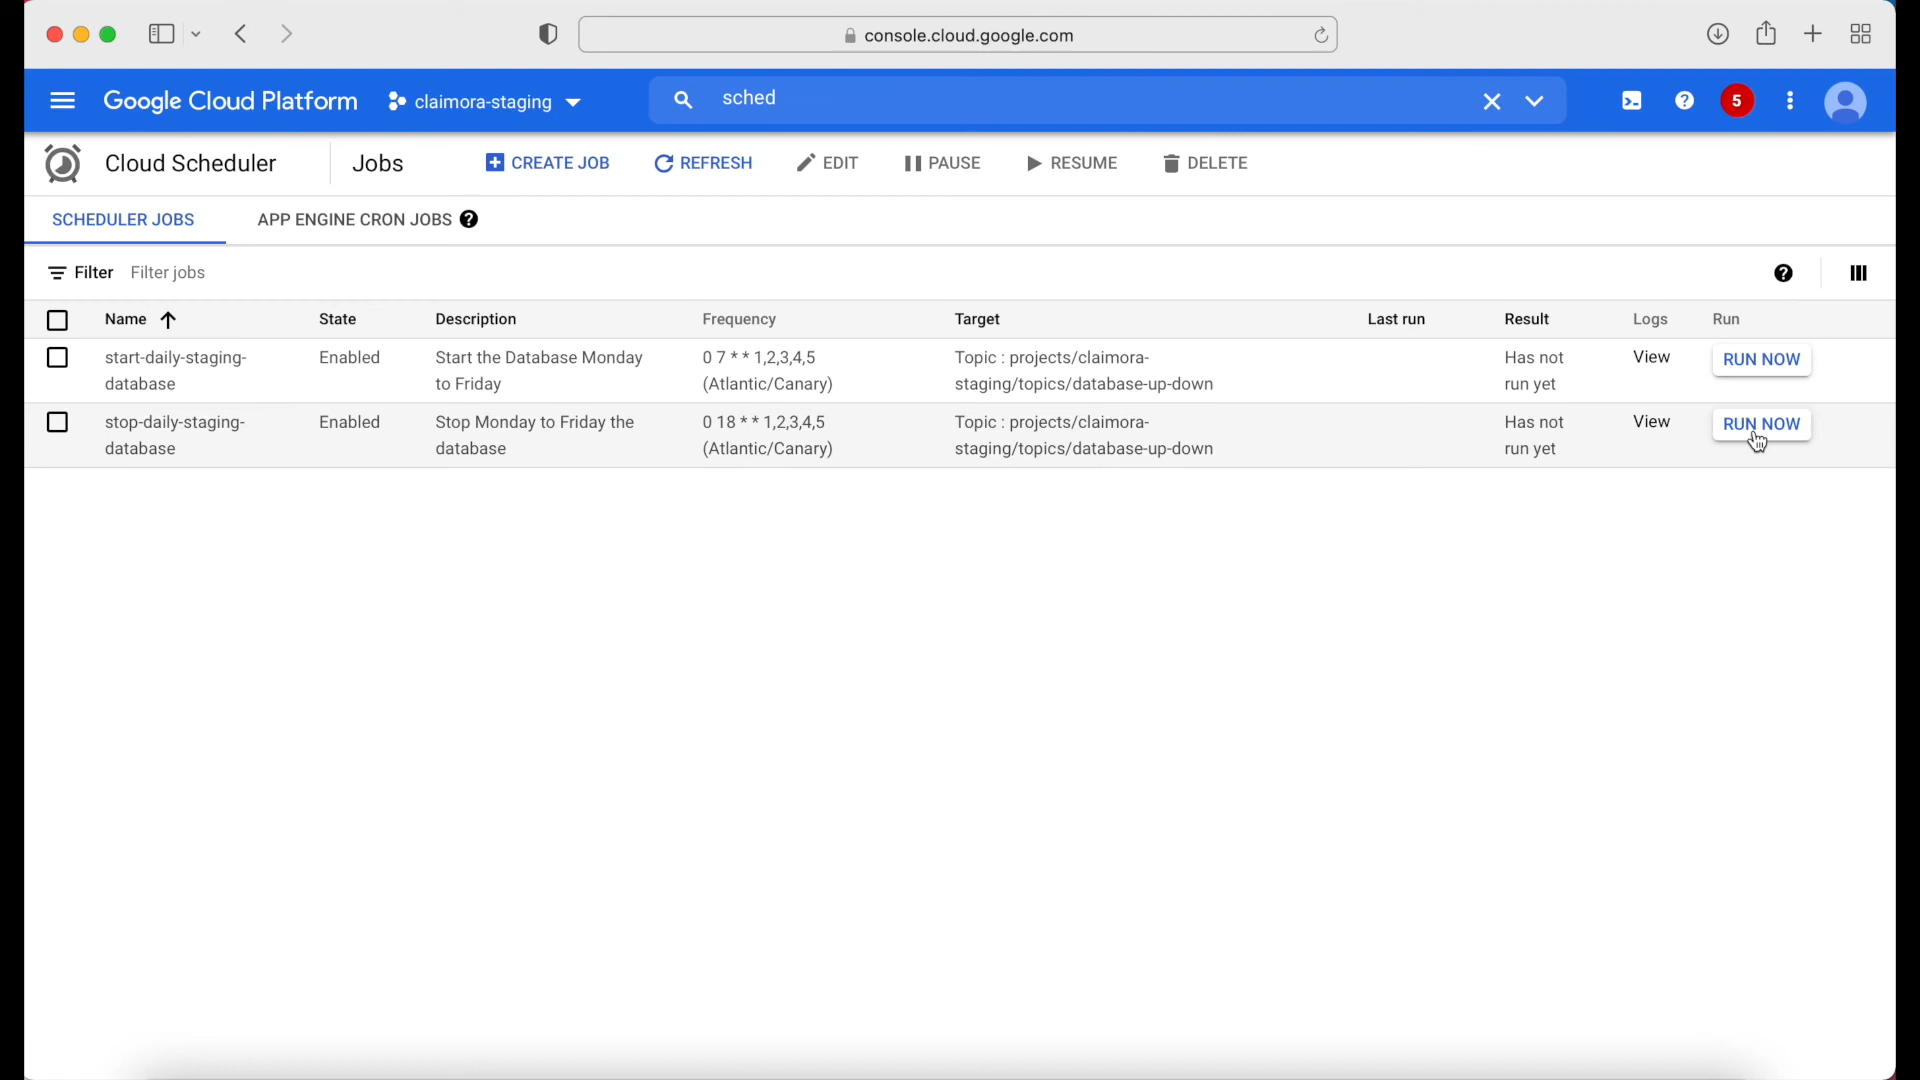 console.cloud.google.com
Google Cloud Platform claimora-staging sched 5
Cloud Scheduler Jobs CREATE JOB REFRESH EDIT PAUSE RESUME DELETE
SCHEDULER JOBS APP ENGINE CRON JOBS
Filter Filter jobs
Name State Description Frequency Target Last run Result Logs Run
start-daily-staging- Enabled Start the Database Monday 0 7 * * 1,2,3,4,5 Topic : projects/claimora- Has not View RUN NOW
database to Friday (Atlantic/Canary) staging/topics/database-up-down run yet
stop-daily-staging- Enabled Stop Monday to Friday the 0 18 * * 1,2,3,4,5 Topic : projects/claimora- Has not View RUN NOW
database database (Atlantic/Canary) staging/topics/database-up-down run yet